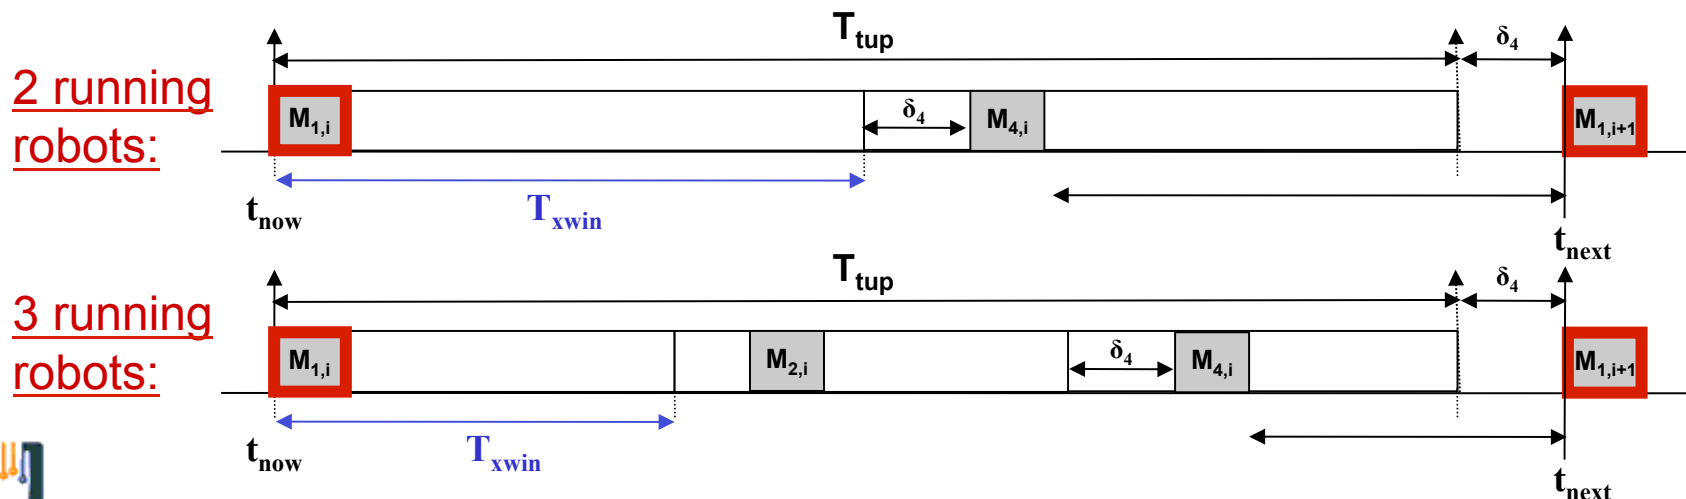 T_tup
δ_4
2 running
robots:
M_1,i
δ_4
M_4,i
M_1,i+1
t_now
T_xwin
t_next
T_tup
δ_4
3 running
robots:
M_1,i
M_2,i
δ_4
M_4,i
M_1,i+1
t_now
T_xwin
t_next